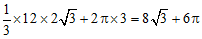 1/3 × 12 × 2√3 + 2π × 3 = 8√3 + 6π